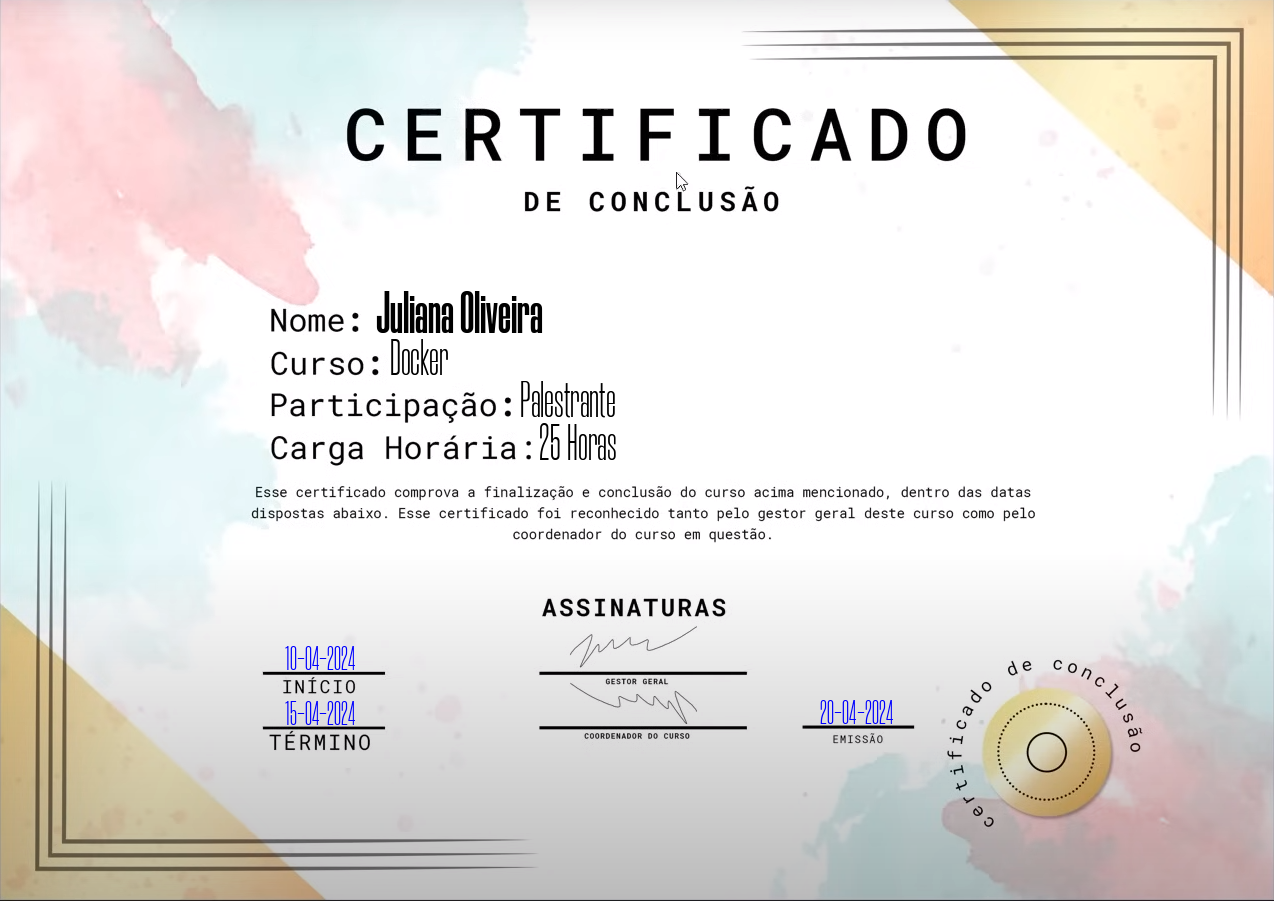 CERTIFICADO
DE CONCLUSÃO
Nome: Juliana Oliveira
Curso: Docker
Participação: Palestrante
Carga Horária: 25 Horas
Esse certificado comprova a finalização e conclusão do curso acima mencionado, dentro das datas
dispostas abaixo. Esse certificado foi reconhecido tanto pelo gestor geral deste curso como pelo
coordenador do curso em questão.
ASSINATURAS
10-04-2024
INÍCIO
15-04-2024
TÉRMINO
GESTOR GERAL
COORDENADOR DO CURSO
20-04-2024
EMISSÃO
certificado de conclusão